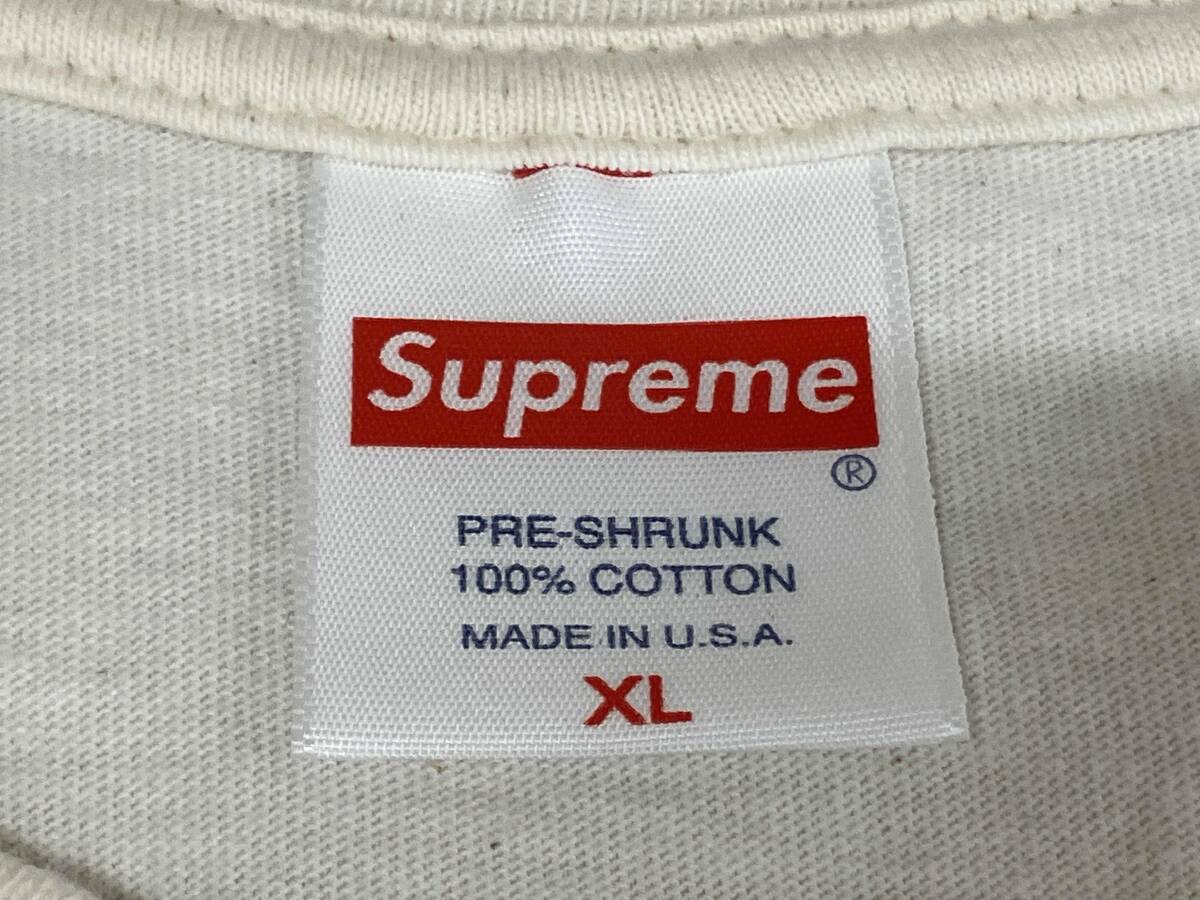 Supreme
®
PRE-SHRUNK
100% COTTON
MADE IN U.S.A.
XL